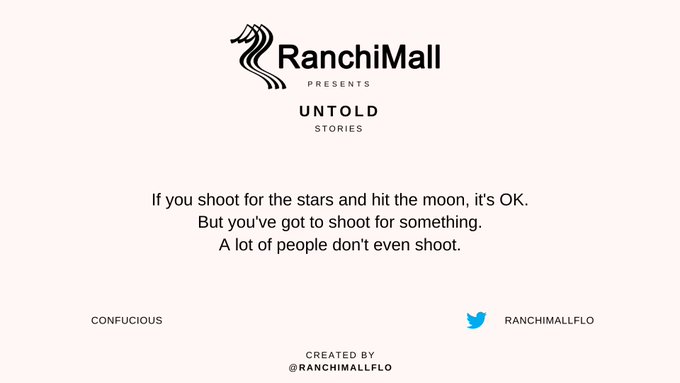 RanchiMall
PRESENTS
UNTOLD
STORIES
If you shoot for the stars and hit the moon, it's OK.
But you've got to shoot for something.
A lot of people don't even shoot.
CONFUCIOUS
RANCHIMALLFLO
CREATED BY
@RANCHIMALLFLO